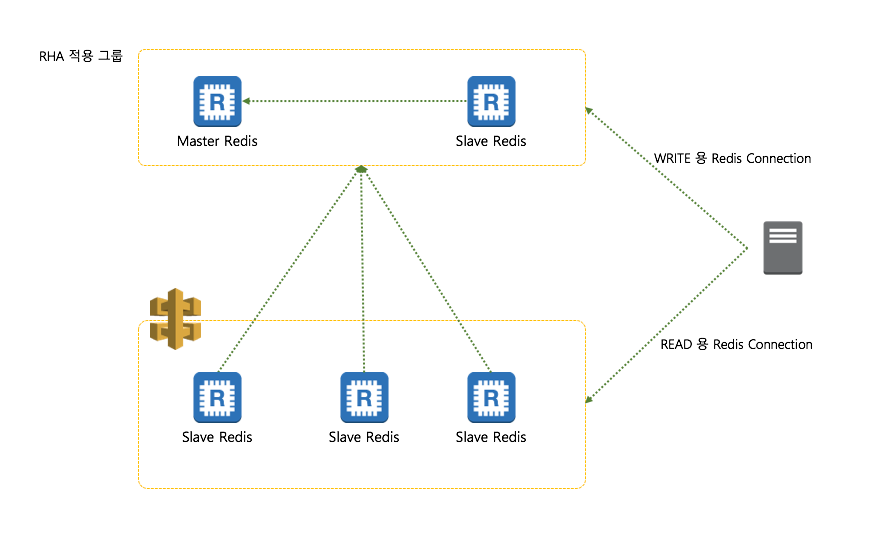 RHA 적용 그룹
R
R
Master Redis
Slave Redis
WRITE 용 Redis Connection
READ 용 Redis Connection
R
R
R
Slave Redis
Slave Redis
Slave Redis